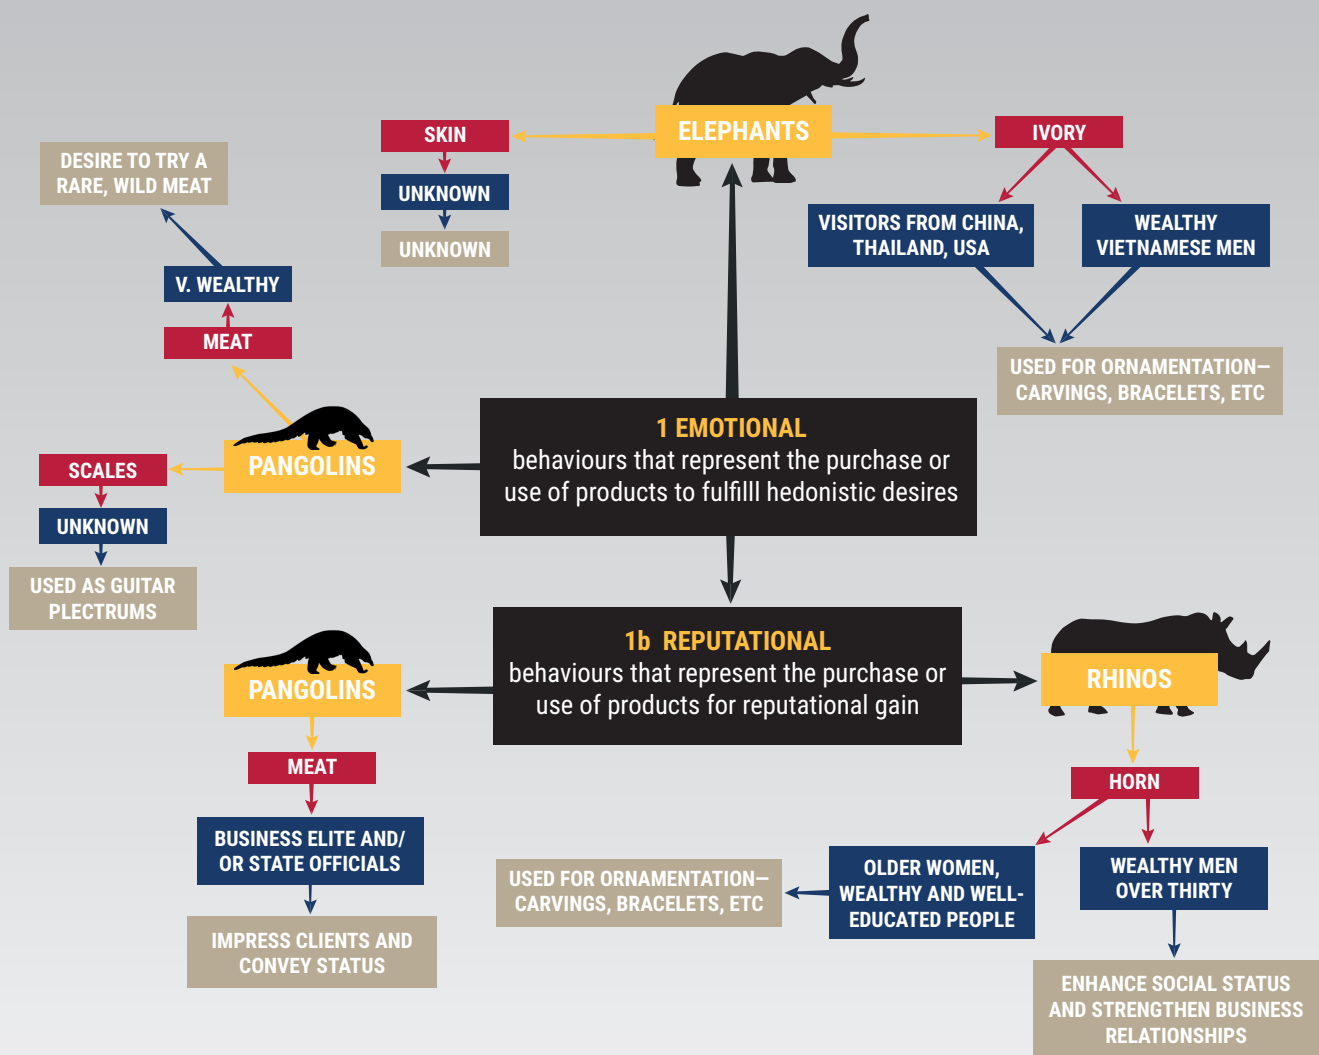 ELEPHANTS
SKIN
UNKNOWN
UNKNOWN
IVORY
VISITORS FROM CHINA,
THAILAND, USA
WEALTHY
VIETNAMESE MEN
USED FOR ORNAMENTATION—
CARVINGS, BRACELETS, ETC
DESIRE TO TRY A
RARE, WILD MEAT
V. WEALTHY
MEAT
PANGOLINS
SCALES
UNKNOWN
USED AS GUITAR
PLECTRUMS
1 EMOTIONAL
behaviours that represent the purchase or
use of products to fulfilll hedonistic desires
1b REPUTATIONAL
behaviours that represent the purchase or
use of products for reputational gain
PANGOLINS
MEAT
BUSINESS ELITE AND/
OR STATE OFFICIALS
IMPRESS CLIENTS AND
CONVEY STATUS
RHINOS
HORN
OLDER WOMEN,
WEALTHY AND WELL-
EDUCATED PEOPLE
USED FOR ORNAMENTATION—
CARVINGS, BRACELETS, ETC
WEALTHY MEN
OVER THIRTY
ENHANCE SOCIAL STATUS
AND STRENGTHEN BUSINESS
RELATIONSHIPS